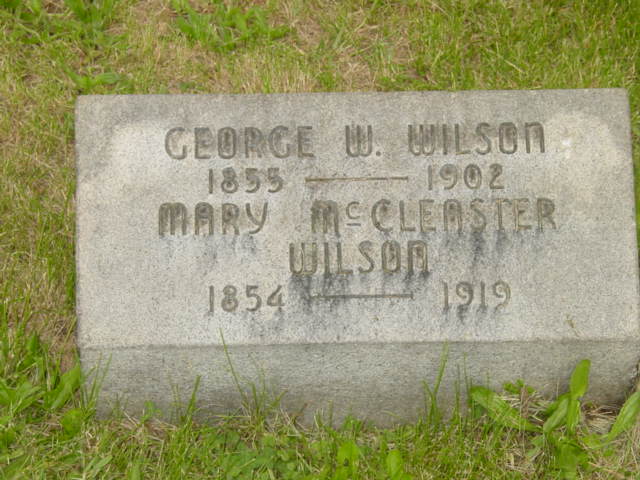 GEORGE W. WILSON
1855 — 1902
MARY McCLEASTER
WILSON
1854 — 1919